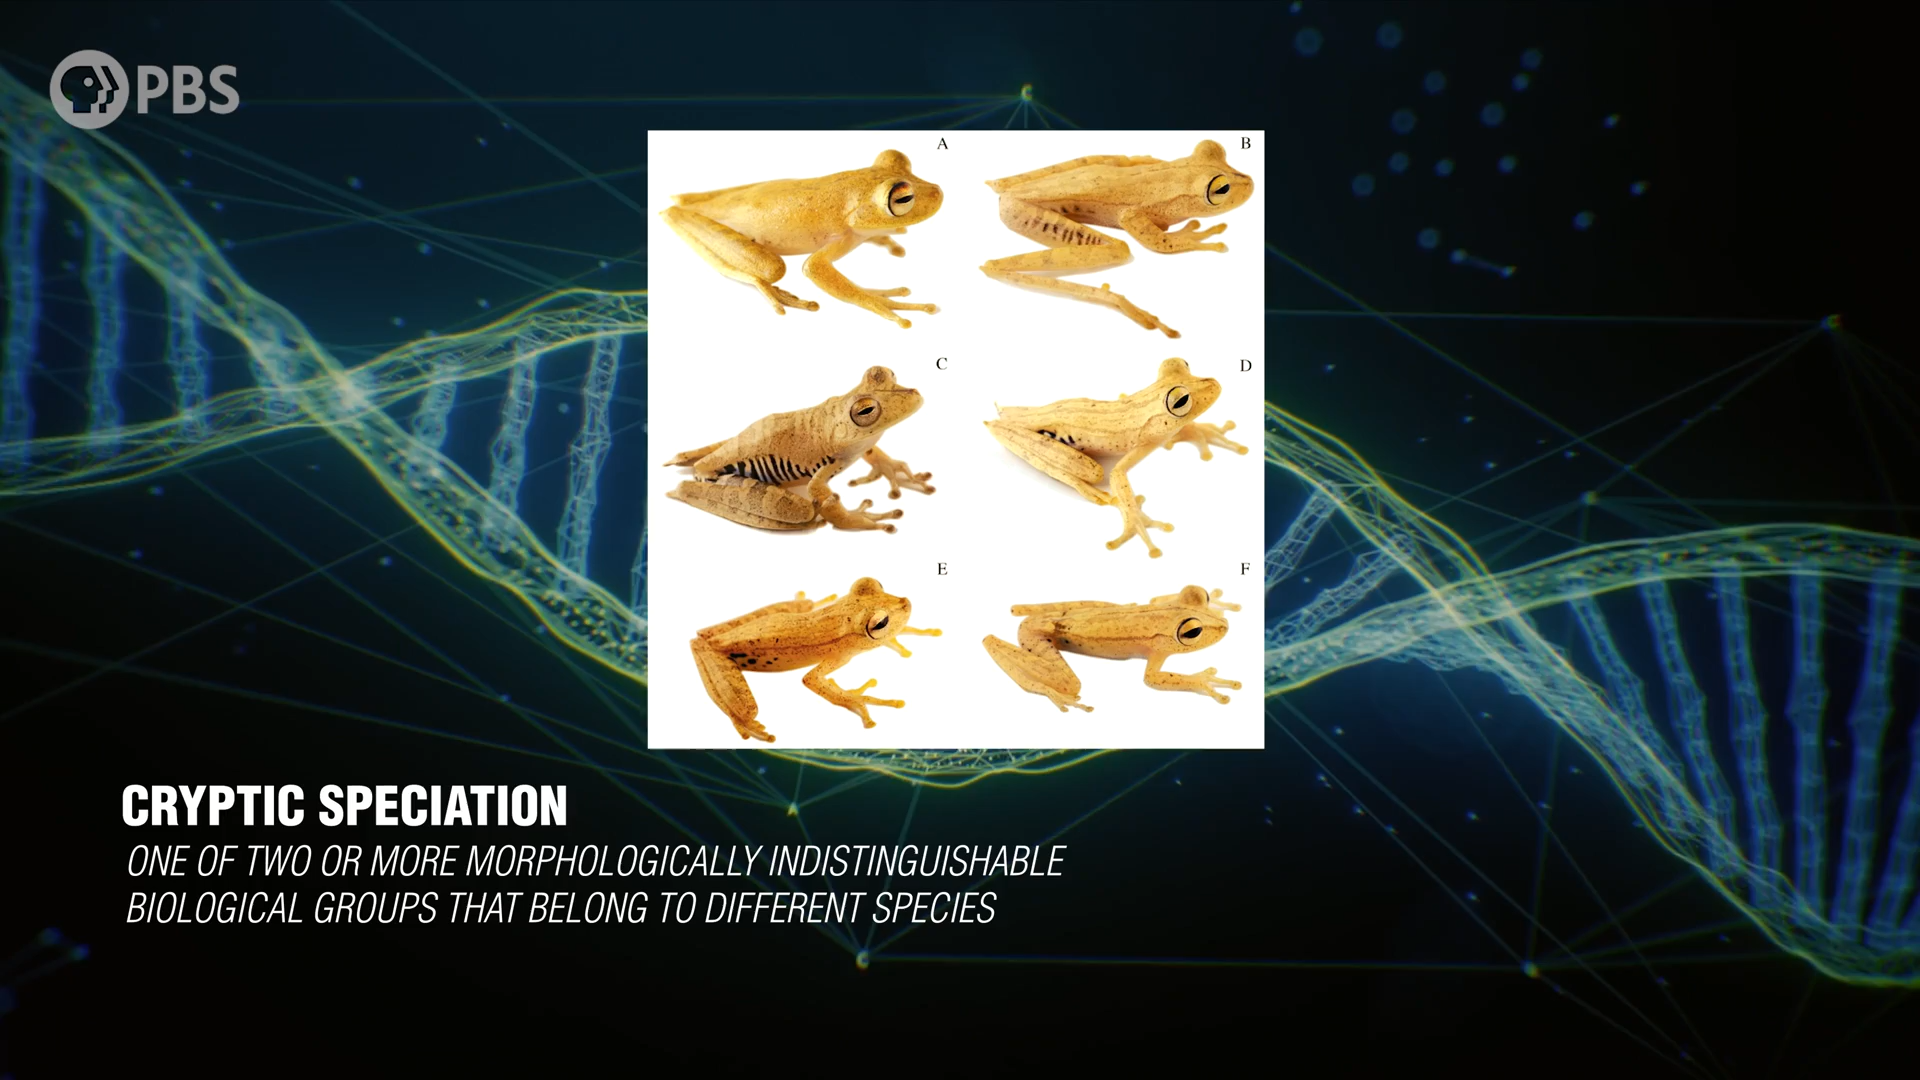 PBS
A
B
C
D
E
F
CRYPTIC SPECIATION
ONE OF TWO OR MORE MORPHOLOGICALLY INDISTINGUISHABLE
BIOLOGICAL GROUPS THAT BELONG TO DIFFERENT SPECIES